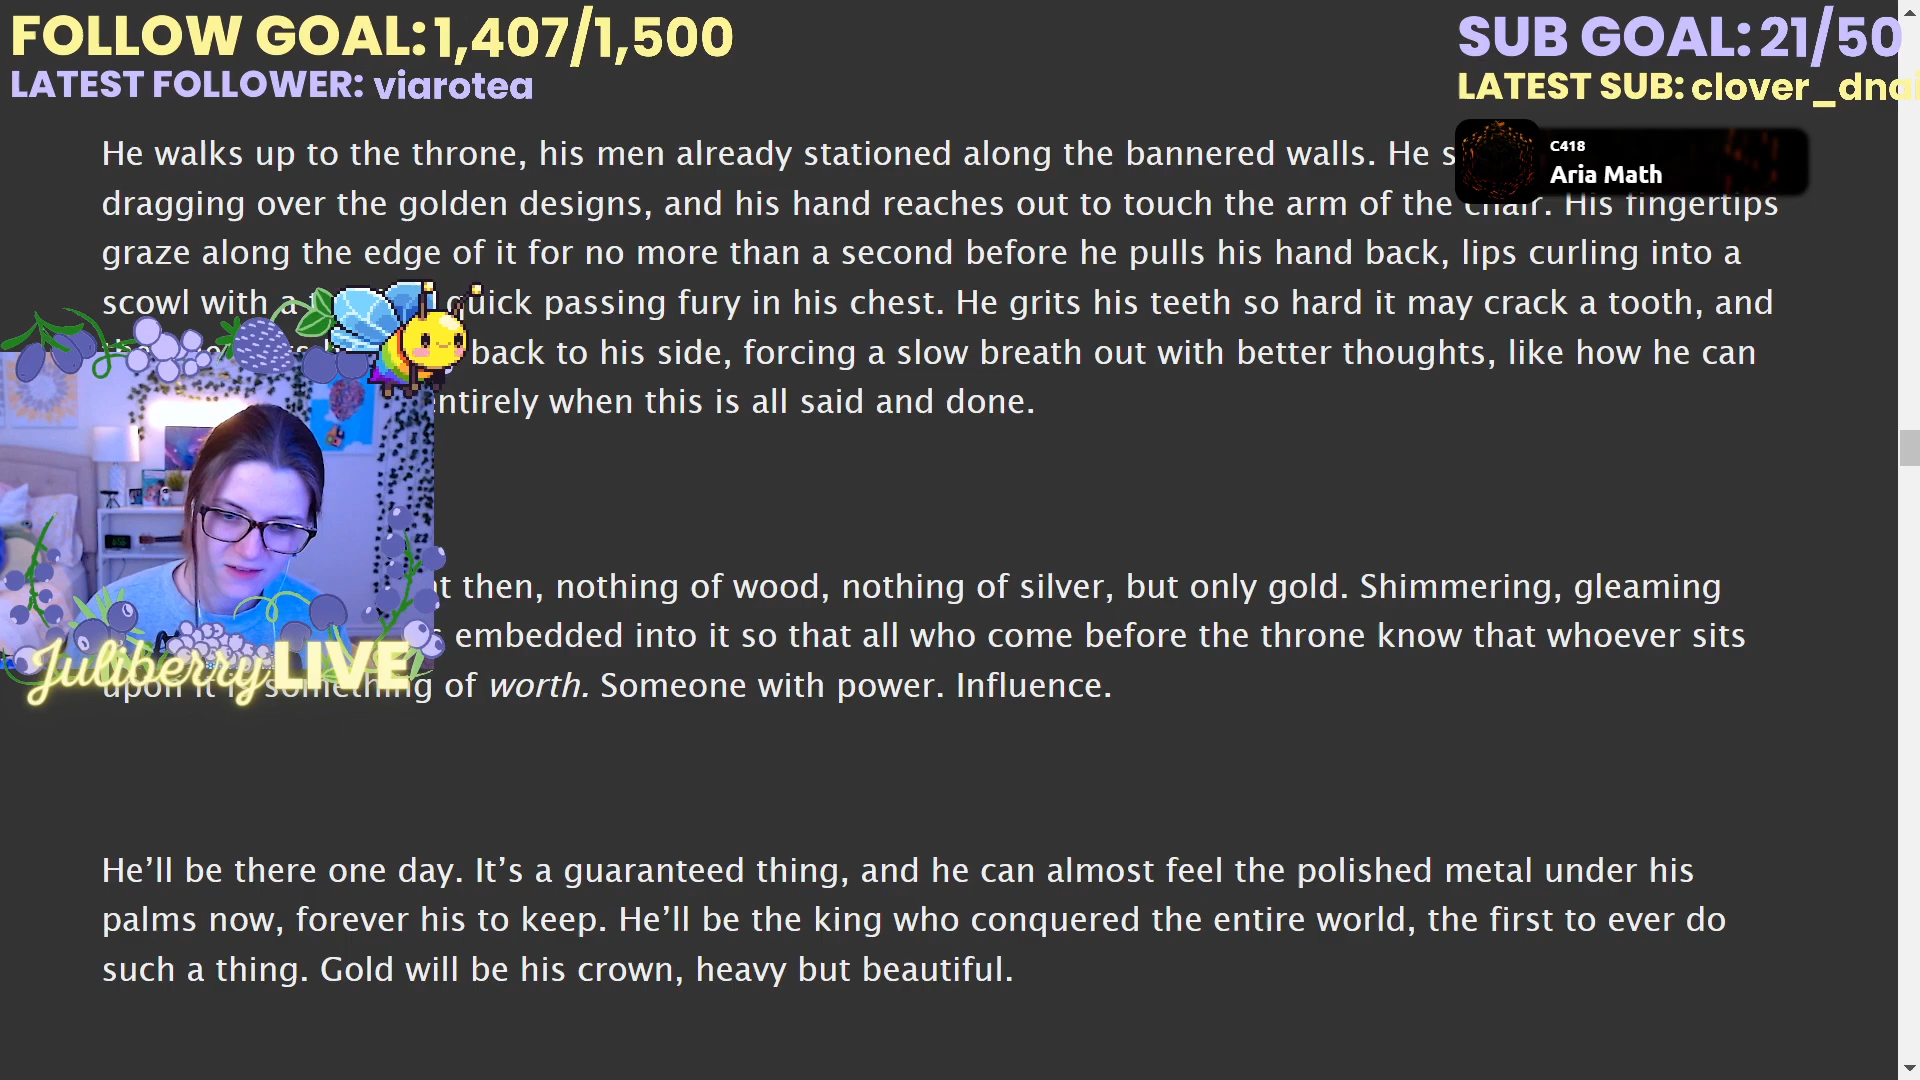 FOLLOW GOAL: 1,407/1,500
LATEST FOLLOWER: viarotea
SUB GOAL: 21/50
LATEST SUB: clover_dnai
C418
Aria Math
He walks up to the throne, his men already stationed along the bannered walls. He
dragging over the golden designs, and his hand reaches out to touch the arm of the chair. His fingertips
graze along the edge of it for no more than a second before he pulls his hand back, lips curling into a
scowl with a quick passing fury in his chest. He grits his teeth so hard it may crack a tooth, and
back to his side, forcing a slow breath out with better thoughts, like how he can
entirely when this is all said and done.
then, nothing of wood, nothing of silver, but only gold. Shimmering, gleaming
embedded into it so that all who come before the throne know that whoever sits
upon it is something of worth. Someone with power. Influence.
JuliberryLIVE
He’ll be there one day. It’s a guaranteed thing, and he can almost feel the polished metal under his
palms now, forever his to keep. He’ll be the king who conquered the entire world, the first to ever do
such a thing. Gold will be his crown, heavy but beautiful.